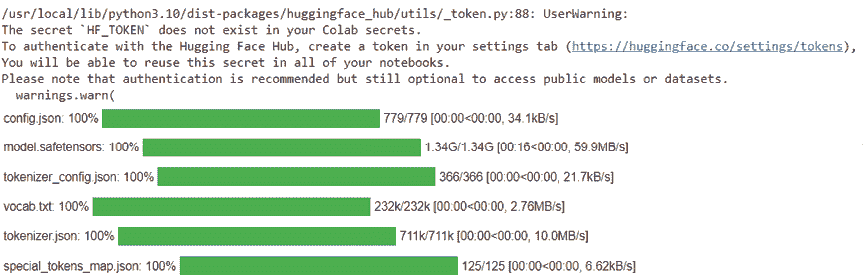 /usr/local/lib/python3.10/dist-packages/huggingface_hub/utils/_token.py:88: UserWarning:
The secret `HF_TOKEN` does not exist in your Colab secrets.
To authenticate with the Hugging Face Hub, create a token in your settings tab (https://huggingface.co/settings/tokens),
You will be able to reuse this secret in all of your notebooks.
Please note that authentication is recommended but still optional to access public models or datasets.
warnings.warn(
config.json: 100% 779/779 [00:00<00:00, 34.1kB/s]
model.safetensors: 100% 1.34G/1.34G [00:16<00:00, 59.9MB/s]
tokenizer_config.json: 100% 366/366 [00:00<00:00, 21.7kB/s]
vocab.txt: 100% 232k/232k [00:00<00:00, 2.76MB/s]
tokenizer.json: 100% 711k/711k [00:00<00:00, 10.0MB/s]
special_tokens_map.json: 100% 125/125 [00:00<00:00, 6.62kB/s]